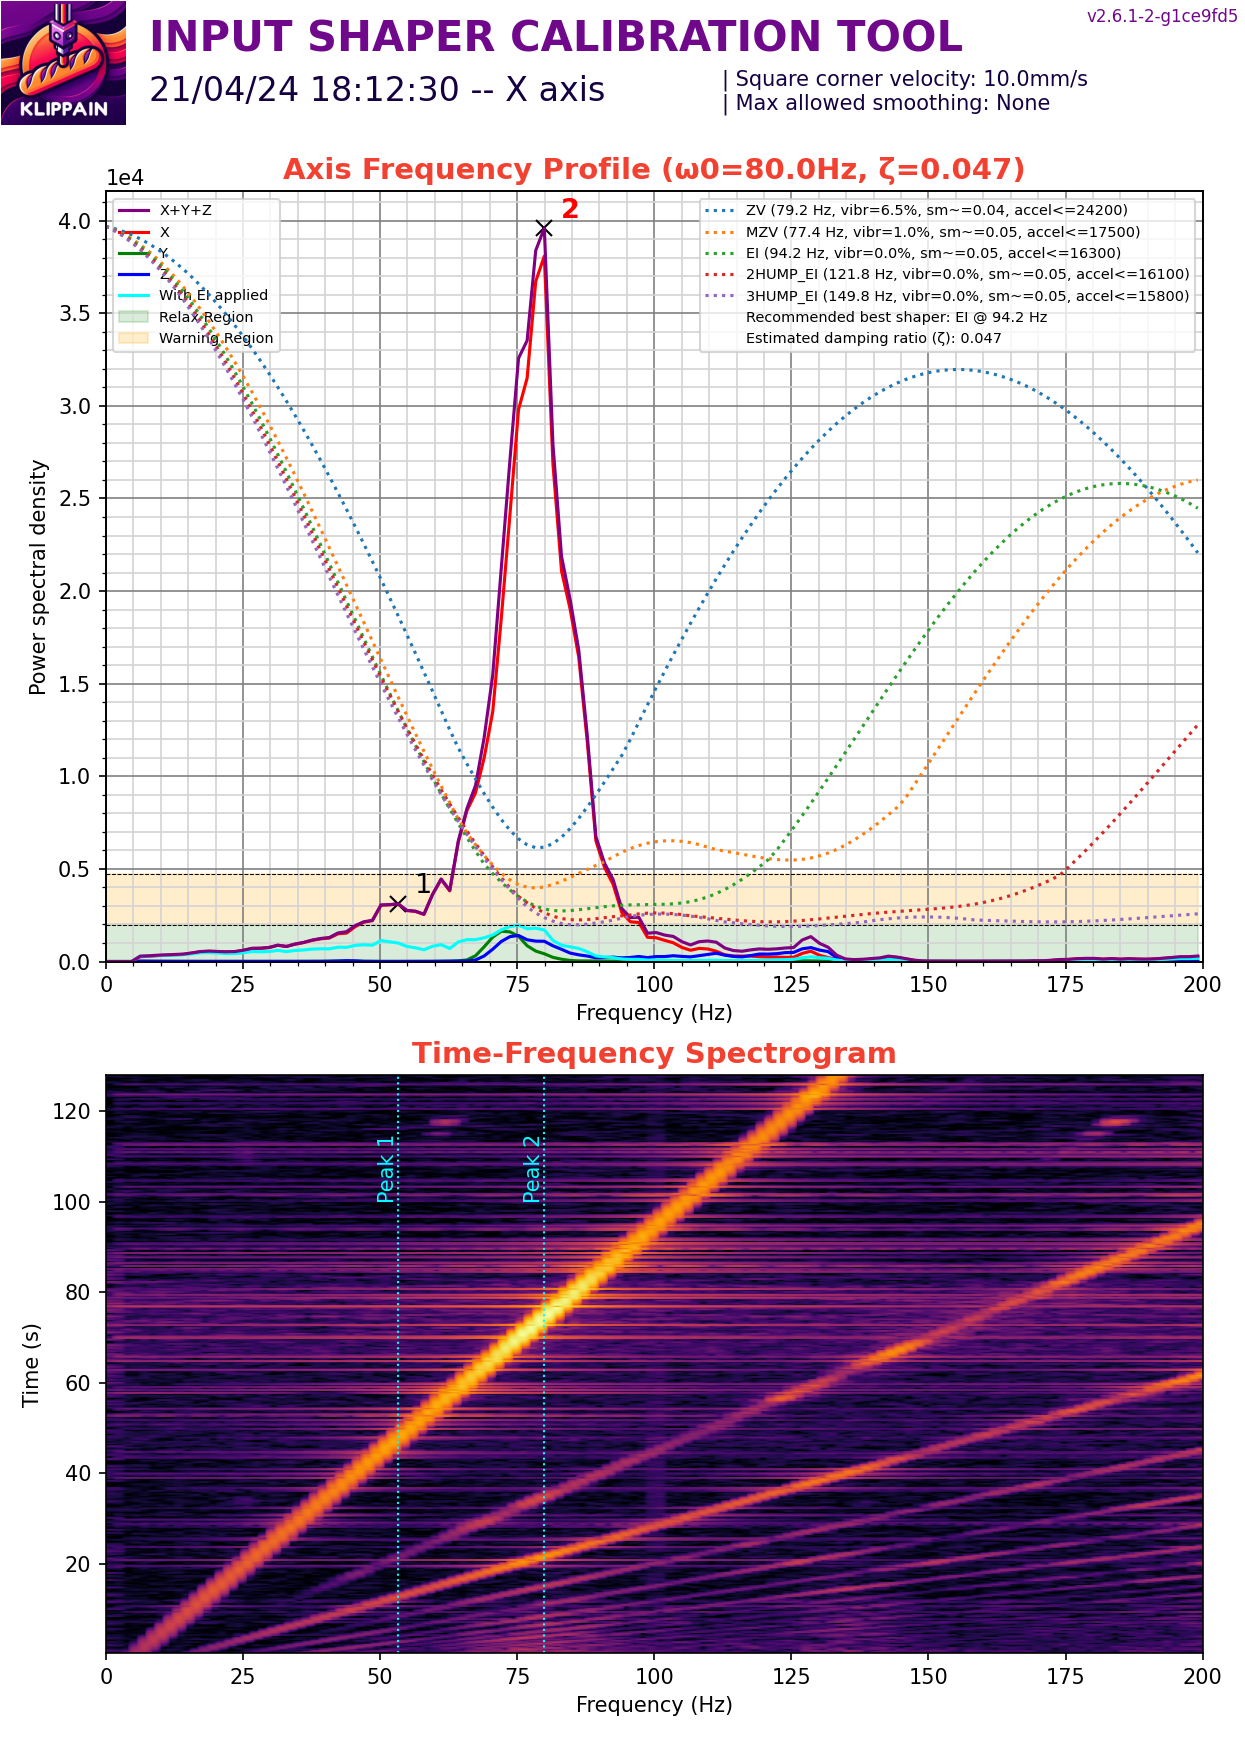 KLIPPAIN
INPUT SHAPER CALIBRATION TOOL
v2.6.1-2-g1ce9fd5
21/04/24 18:12:30 -- X axis
| Square corner velocity: 10.0mm/s
| Max allowed smoothing: None
Axis Frequency Profile (ω0=80.0Hz, ζ=0.047)
1e4
X+Y+Z
X
Y
Z
With EI applied
Relax Region
Warning Region
ZV (79.2 Hz, vibr=6.5%, sm~=0.04, accel<=24200)
MZV (77.4 Hz, vibr=1.0%, sm~=0.05, accel<=17500)
EI (94.2 Hz, vibr=0.0%, sm~=0.05, accel<=16300)
2HUMP_EI (121.8 Hz, vibr=0.0%, sm~=0.05, accel<=16100)
3HUMP_EI (149.8 Hz, vibr=0.0%, sm~=0.05, accel<=15800)
Recommended best shaper: EI @ 94.2 Hz
Estimated damping ratio (ζ): 0.047
2
1
4.0
3.5
3.0
2.5
2.0
1.5
1.0
0.5
0.0
Power spectral density
0 25 50 75 100 125 150 175 200
Frequency (Hz)
Time-Frequency Spectrogram
Peak 1
Peak 2
120
100
80
60
40
20
Time (s)
0 25 50 75 100 125 150 175 200
Frequency (Hz)